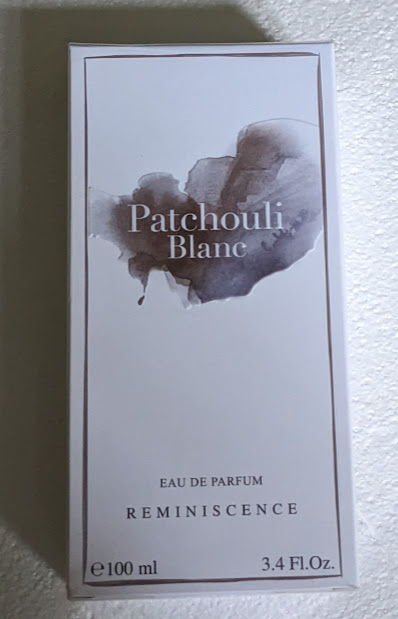 Patchouli
Blanc
EAU DE PARFUM
REMINISCENCE
℮100 ml 3.4 Fl.Oz.